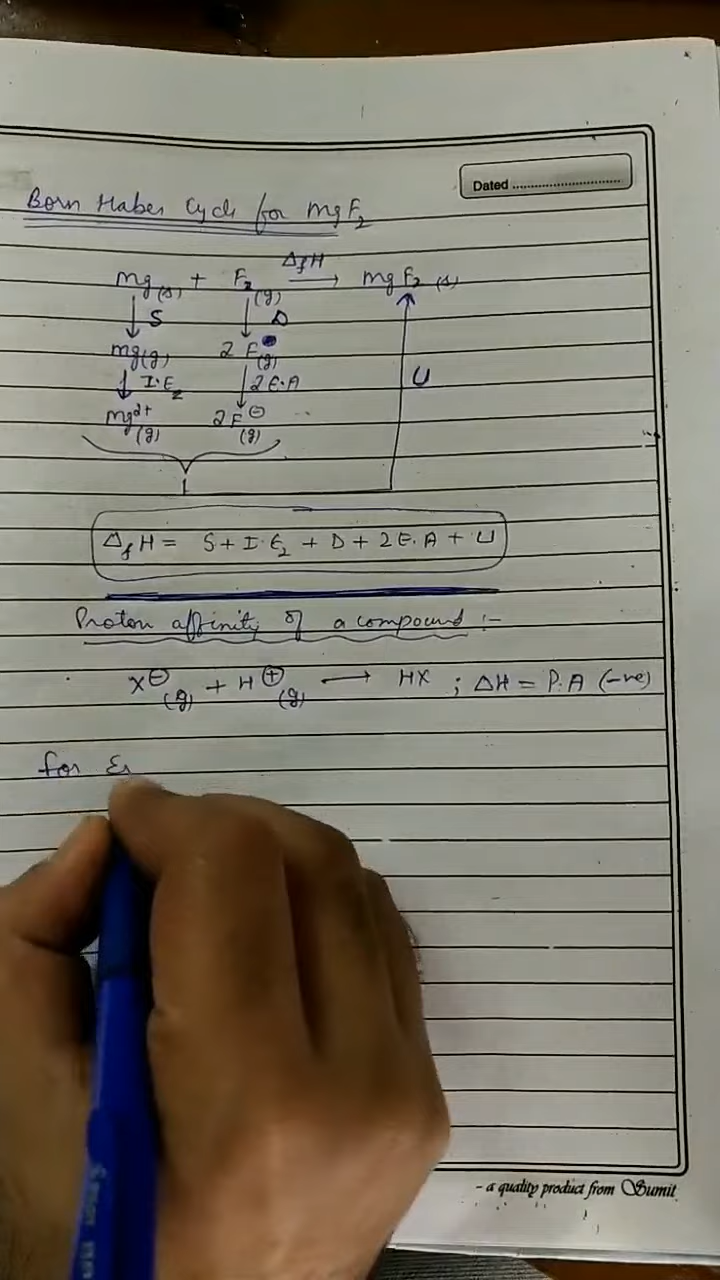 Dated
Born Haber Cycle for MgF₂
Mg(s) + F₂(g) ΔfH → MgF₂(s)
↓ S ↓ D
Mg(g) 2F(g)
↓ I.E₂ ↓ 2E.A U
Mg²⁺(g) 2F⊖(g)
ΔfH = S + I.E₂ + D + 2E.A + U
Proton affinity of a compound :-
X⊖(g) + H⊕(g) → HX ; ΔH = P.A (-ve)
for
- a quality product from Sumit